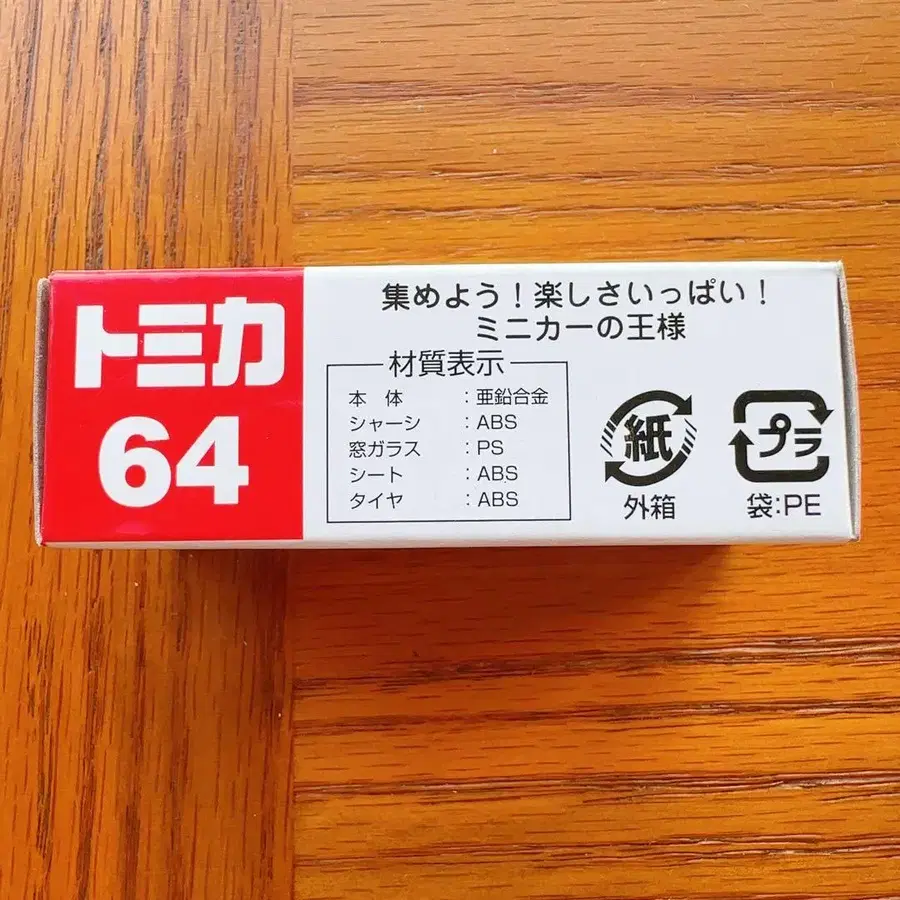 トミカ
64
集めよう！楽しさいっぱい！
ミニカーの王様
材質表示
本体 ：亜鉛合金
シャーシ ：ABS
窓ガラス ：PS
シート ：ABS
タイヤ ：ABS
紙
外箱
プラ
袋:PE